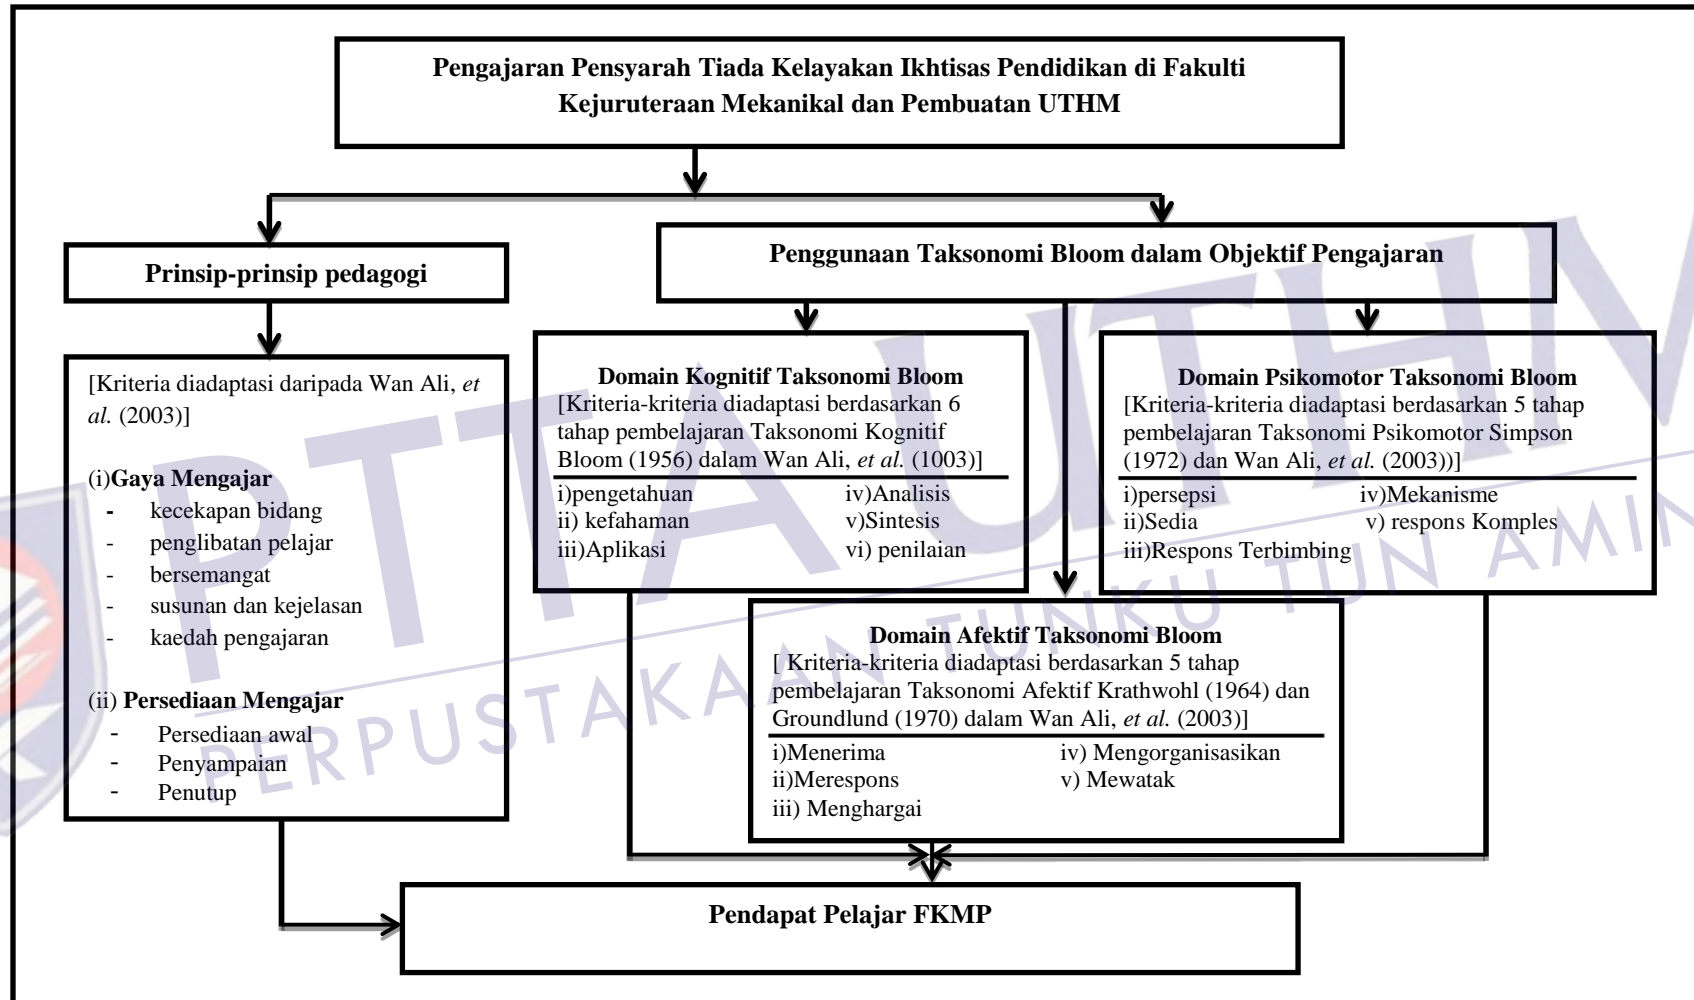 Pengajaran Pensyarah Tiada Kelayakan Ikhtisas Pendidikan di Fakulti
Kejuruteraan Mekanikal dan Pembuatan UTHM
Prinsip-prinsip pedagogi
Penggunaan Taksonomi Bloom dalam Objektif Pengajaran
[Kriteria diadaptasi daripada Wan Ali, et
al. (2003)]
(i)Gaya Mengajar
- kecekapan bidang
- penglibatan pelajar
- bersemangat
- susunan dan kejelasan
- kaedah pengajaran
(ii) Persediaan Mengajar
- Persediaan awal
- Penyampaian
- Penutup
Domain Kognitif Taksonomi Bloom
[Kriteria-kriteria diadaptasi berdasarkan 6
tahap pembelajaran Taksonomi Kognitif
Bloom (1956) dalam Wan Ali, et al. (1003)]
i)pengetahuan iv)Analisis
ii) kefahaman v)Sintesis
iii)Aplikasi vi) penilaian
Domain Psikomotor Taksonomi Bloom
[Kriteria-kriteria diadaptasi berdasarkan 5 tahap
pembelajaran Taksonomi Psikomotor Simpson
(1972) dan Wan Ali, et al. (2003))]
i)persepsi iv)Mekanisme
ii)Sedia v) respons Komples
iii)Respons Terbimbing
Domain Afektif Taksonomi Bloom
[ Kriteria-kriteria diadaptasi berdasarkan 5 tahap
pembelajaran Taksonomi Afektif Krathwohl (1964) dan
Groundlund (1970) dalam Wan Ali, et al. (2003)]
i)Menerima iv) Mengorganisasikan
ii)Merespons v) Mewatak
iii) Menghargai
Pendapat Pelajar FKMP
PTTA UTHM
PERPUSTAKAAN TUNKU TUN AMIN